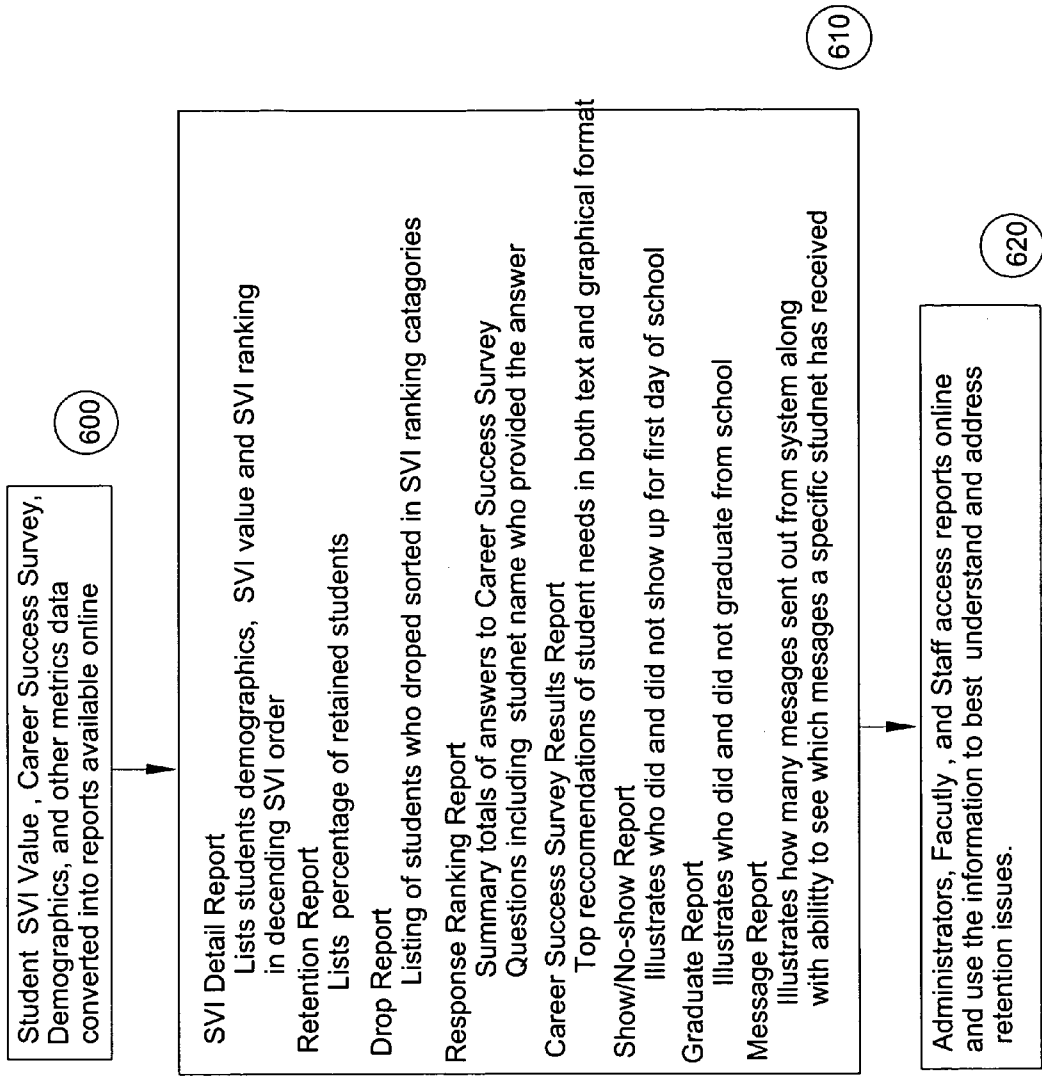 Student SVI Value , Career Success Survey,
Demographics, and other metrics data
converted into reports available online
600
SVI Detail Report
Lists students demographics, SVI value and SVI ranking
in decending SVI order
Retention Report
Lists percentage of retained students
Drop Report
Listing of students who droped sorted in SVI ranking catagories
Response Ranking Report
Summary totals of answers to Career Success Survey
Questions including studnet name who provided the answer
Career Success Survey Results Report
Top reccomendations of student needs in both text and graphical format
Show/No-show Report
Illustrates who did and did not show up for first day of school
Graduate Report
Illustrates who did and did not graduate from school
Message Report
Illustrates how many messages sent out from system along
with abilitty to see which mesages a specific studnet has received
610
Administrators, Facutly , and Staff access reports online
and use the information to best understand and address
retention issues.
620